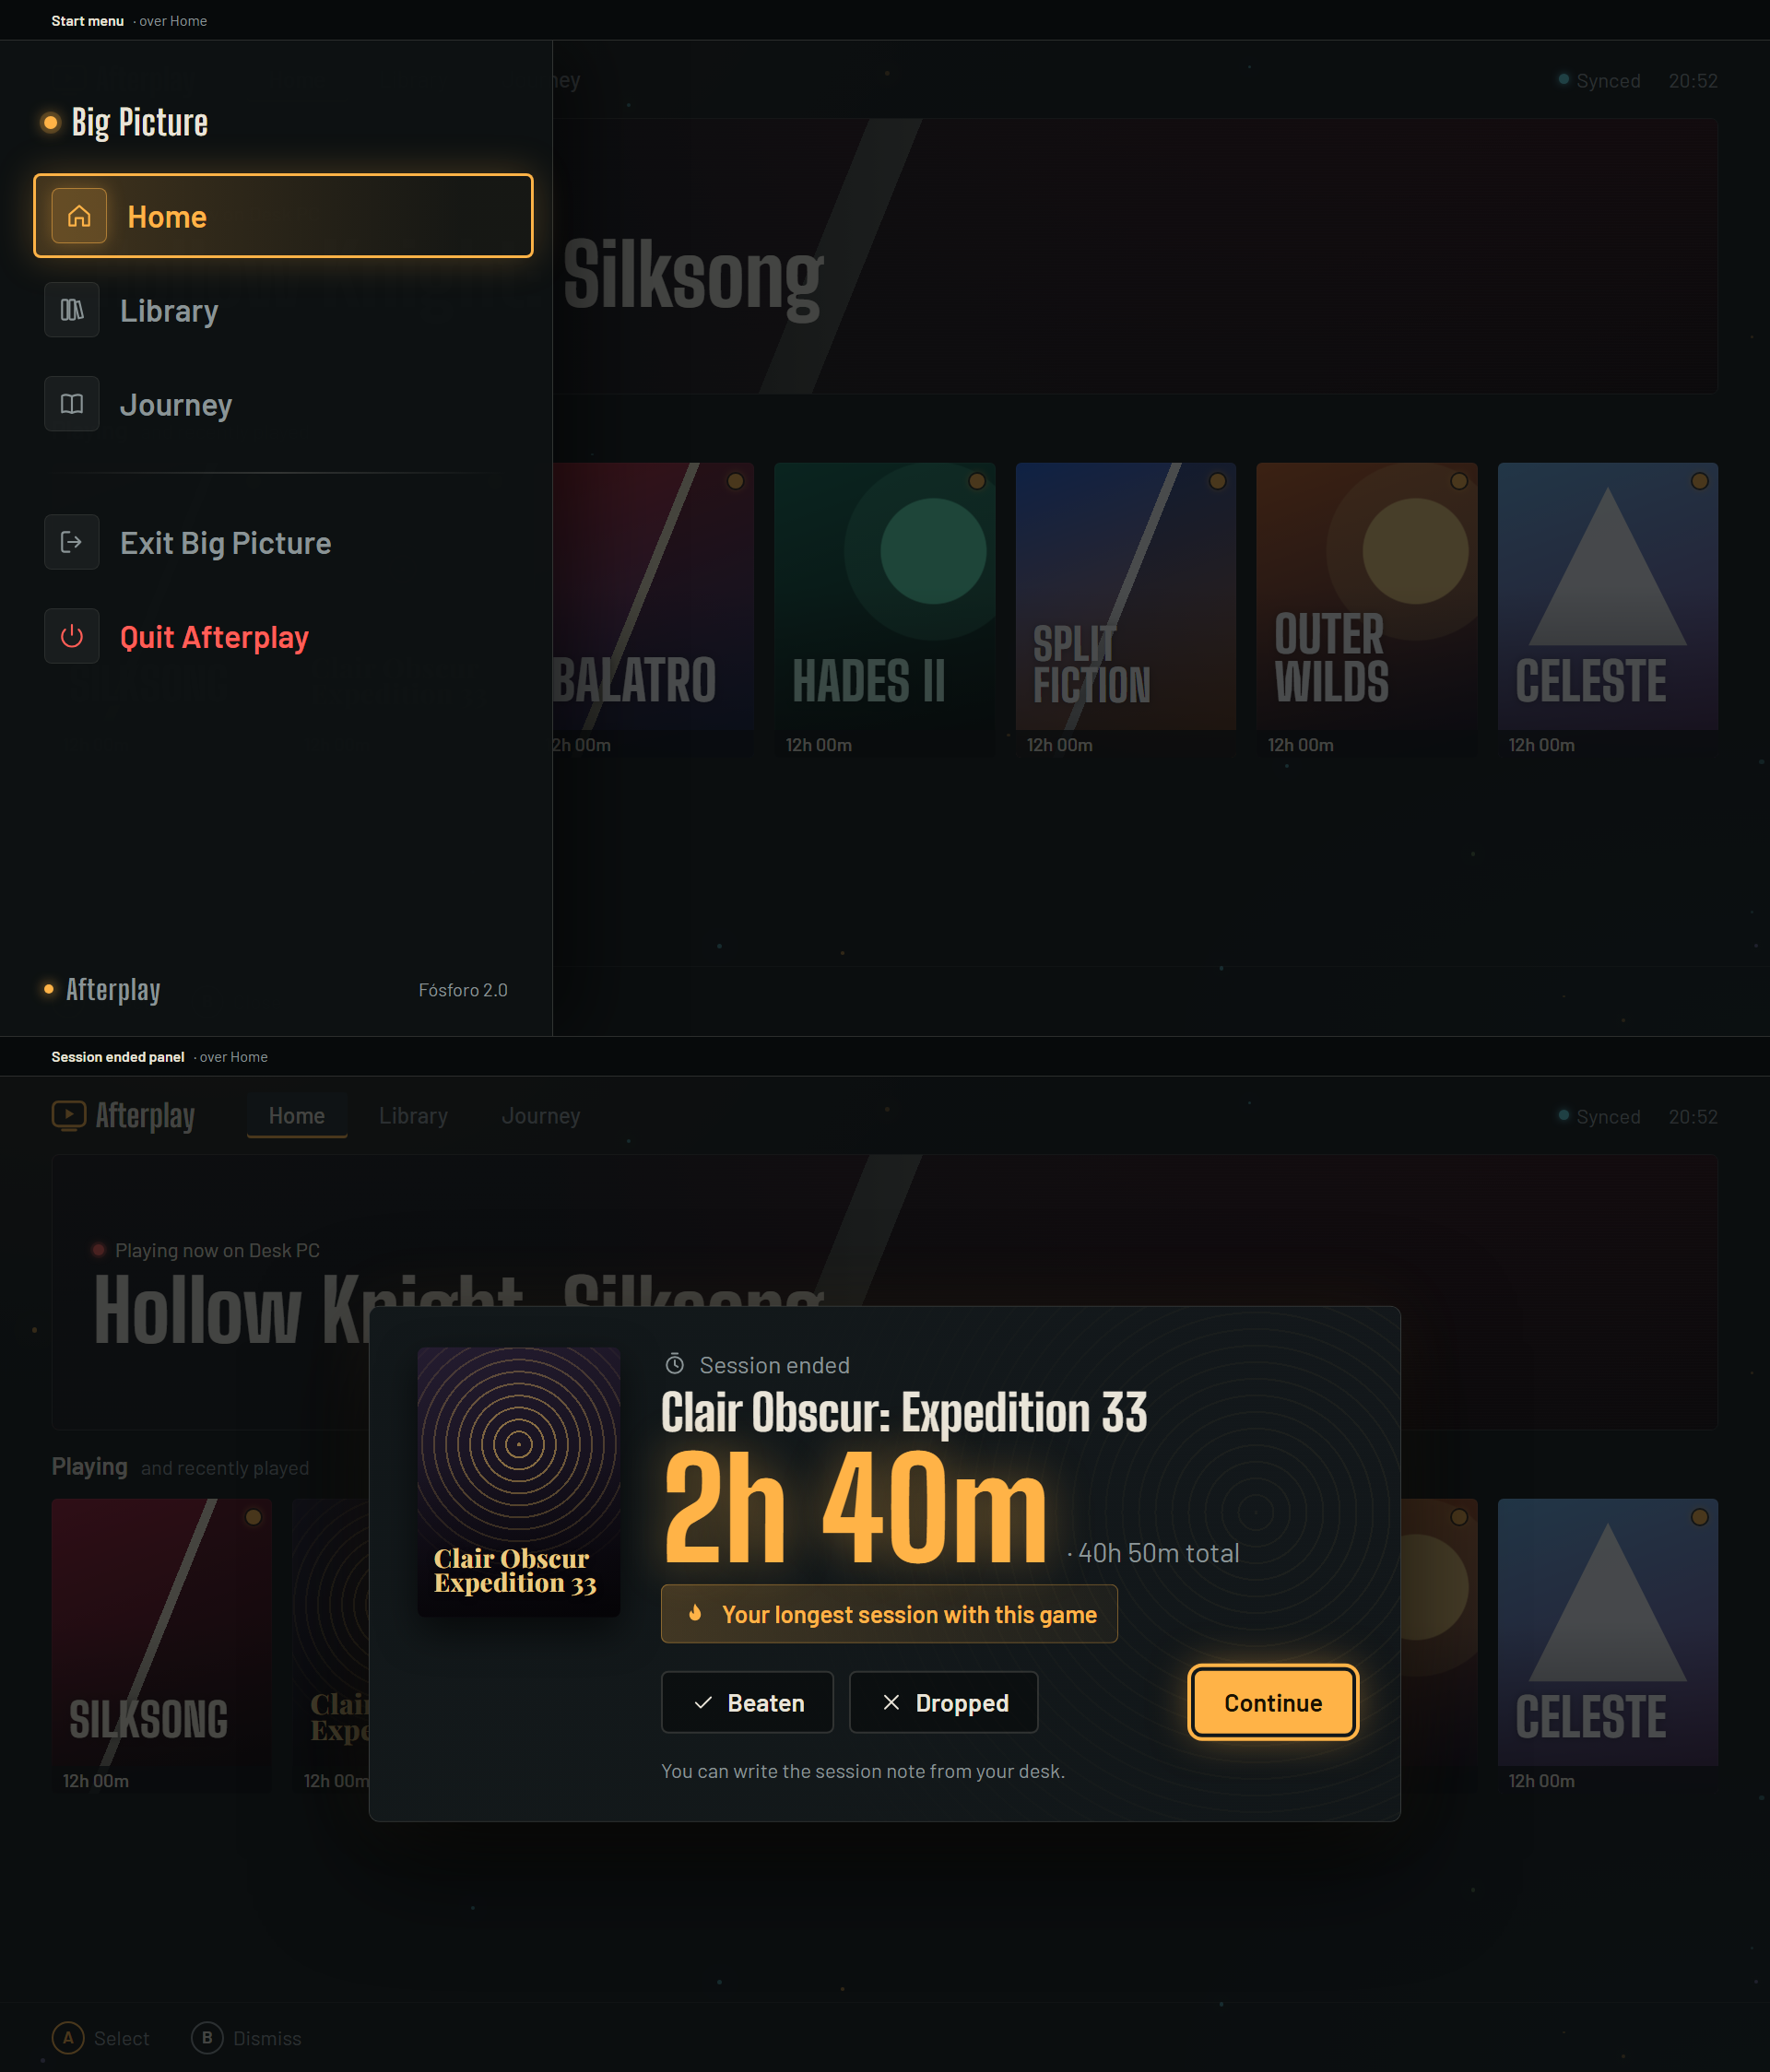 Start menu · over Home
ney
Synced 20:52
Big Picture
Home
Library
Journey
Exit Big Picture
Quit Afterplay
Silksong
BALATRO
2h 00m
HADES II
12h 00m
SPLIT
FICTION
12h 00m
OUTER
WILDS
12h 00m
CELESTE
12h 00m
Afterplay
Fósforo 2.0
Session ended panel · over Home
Afterplay
Home
Library
Journey
Synced 20:52
Playing now on Desk PC
Hollow Knight Silksong
Session ended
Clair Obscur: Expedition 33
2h 40m · 40h 50m total
Your longest session with this game
Beaten
Dropped
Continue
You can write the session note from your desk.
Clair Obscur
Expedition 33
Playing and recently played
SILKSONG
12h 00m
Clair
Expe
12h 00m
CELESTE
12h 00m
A Select
B Dismiss